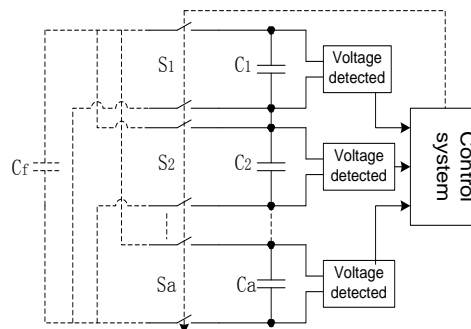 S1
C1
Voltage
detected
Cf
S2
C2
Voltage
detected
Control
system
Sa
Ca
Voltage
detected